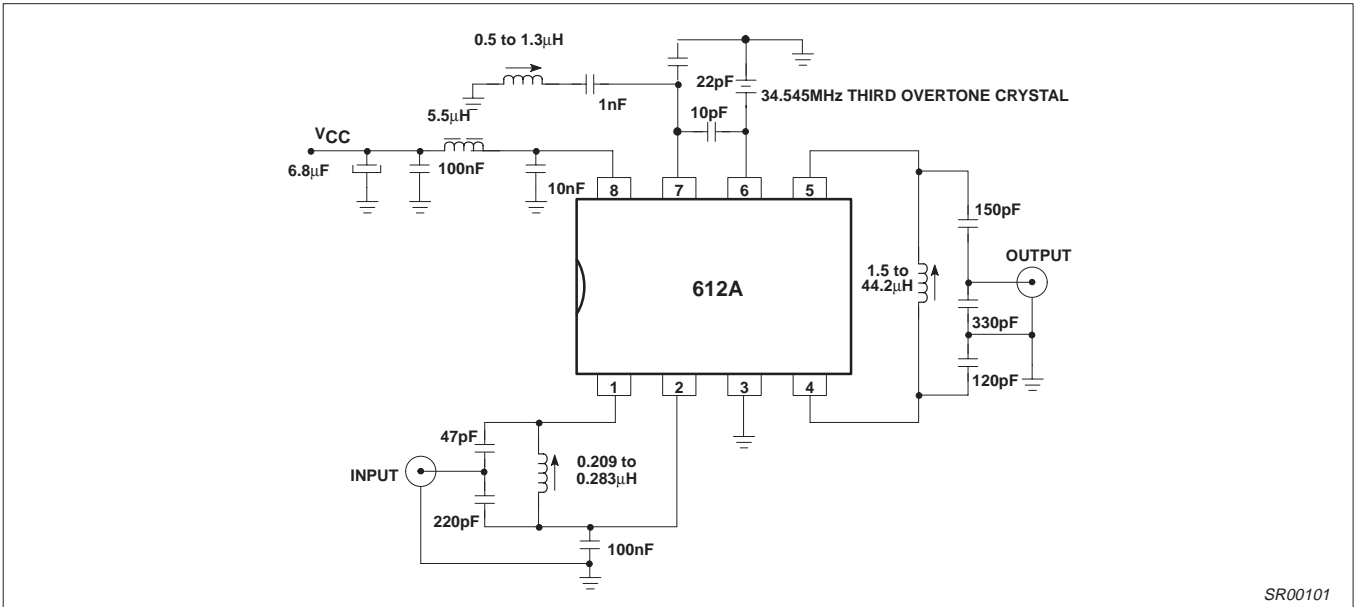 0.5 to 1.3μH
1nF
22pF
34.545MHz THIRD OVERTONE CRYSTAL
10pF
5.5μH
VCC
6.8μF
100nF
10nF
8
7
6
5
612A
1
2
3
4
150pF
OUTPUT
1.5 to
44.2μH
330pF
120pF
47pF
INPUT
0.209 to
0.283μH
220pF
100nF
SR00101